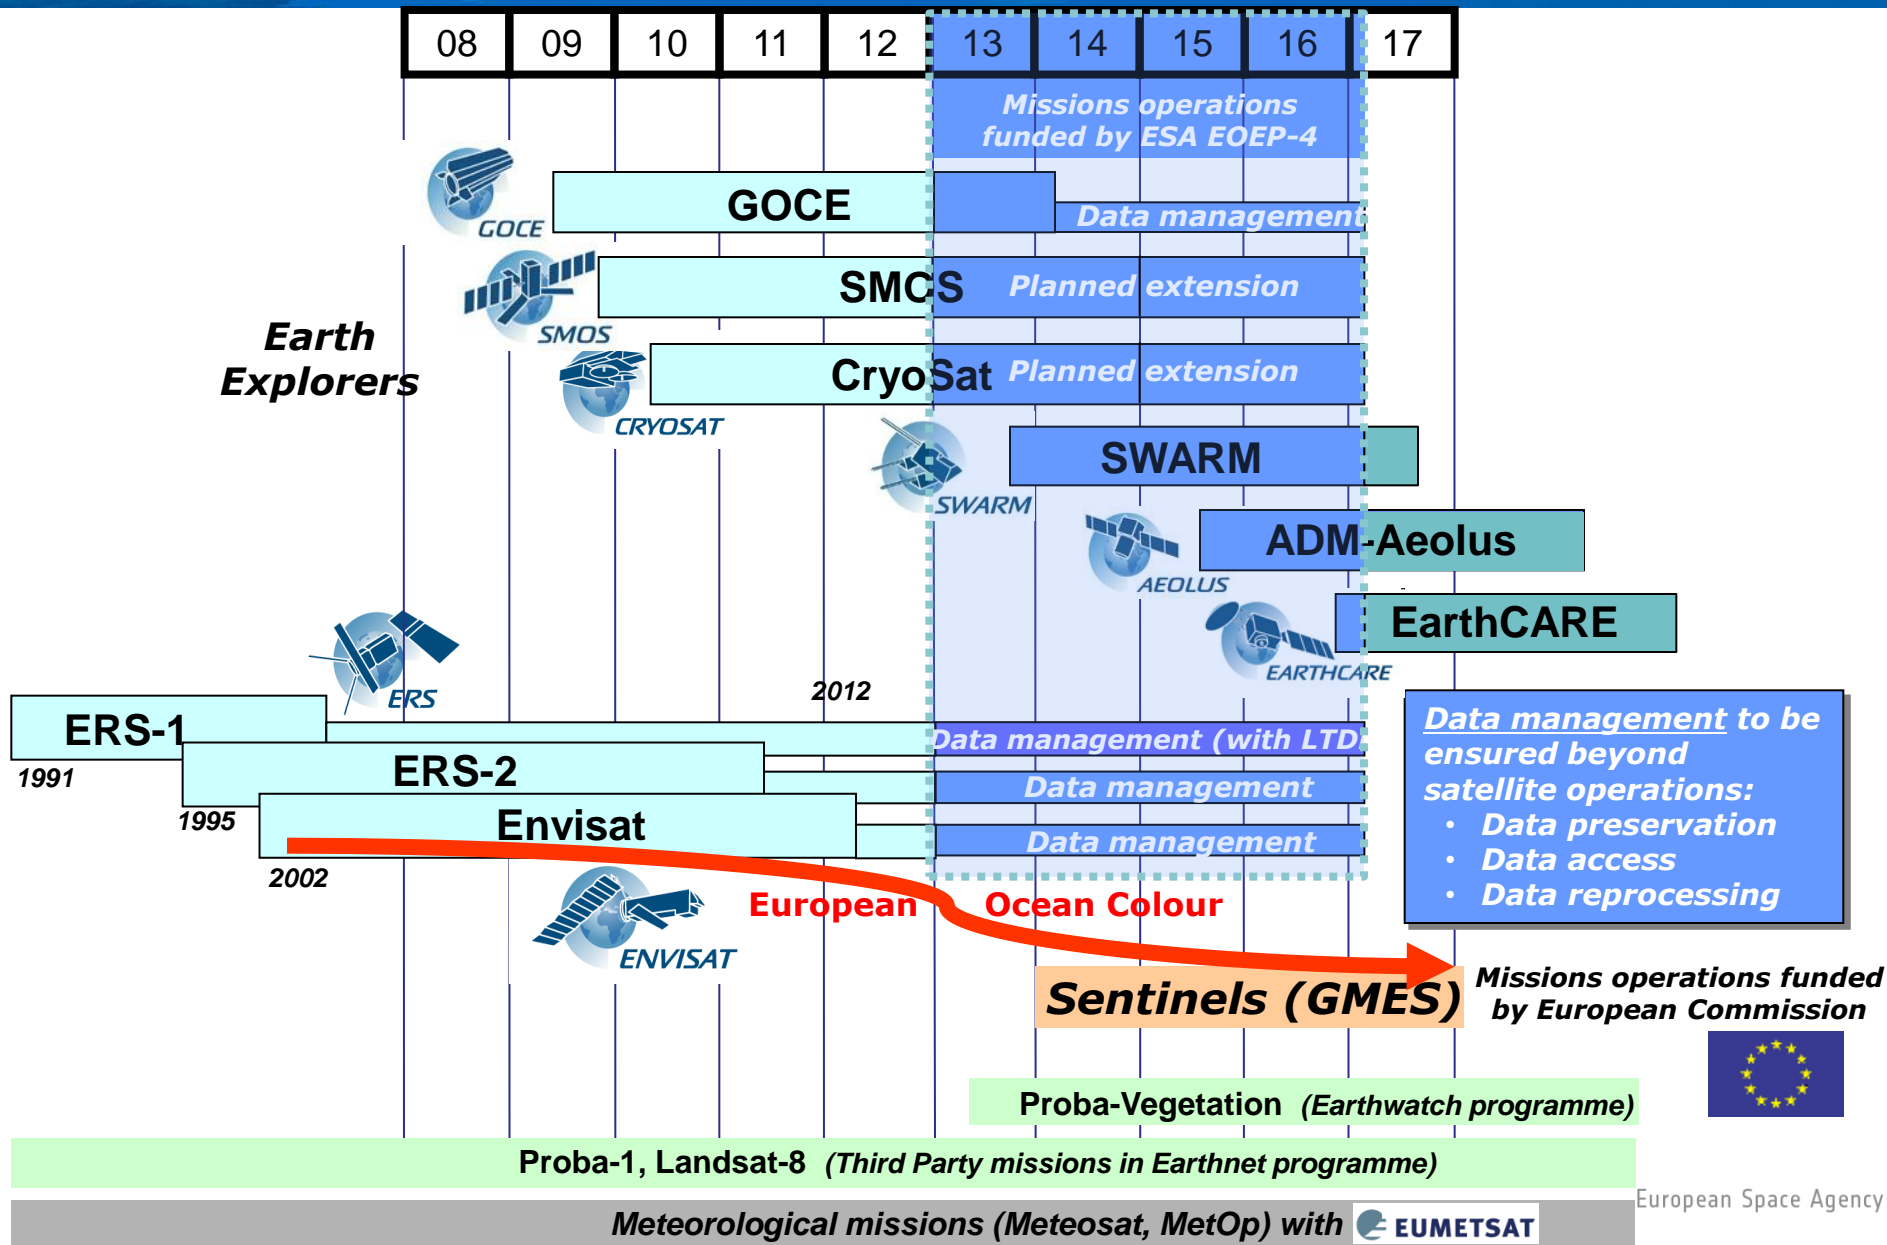 08 09 10 11 12 13 14 15 16 17
Missions operations
funded by ESA EOEP-4
GOCE
GOCE
Data management
SMOS
SMCS
Planned extension
Earth
Explorers
CRYOSAT
CryoSat
Planned extension
SWARM
SWARM
AEOLUS
ADM-Aeolus
EARTHCARE
EarthCARE
ERS
2012
ERS-1
Data management (with LTD
1991
ERS-2
Data management
1995
Envisat
Data management
2002
ENVISAT
European Ocean Colour
Data management to be
ensured beyond
satellite operations:
• Data preservation
• Data access
• Data reprocessing
Sentinels (GMES)
Missions operations funded
by European Commission
Proba-Vegetation (Earthwatch programme)
Proba-1, Landsat-8 (Third Party missions in Earthnet programme)
European Space Agency
Meteorological missions (Meteosat, MetOp) with EUMETSAT